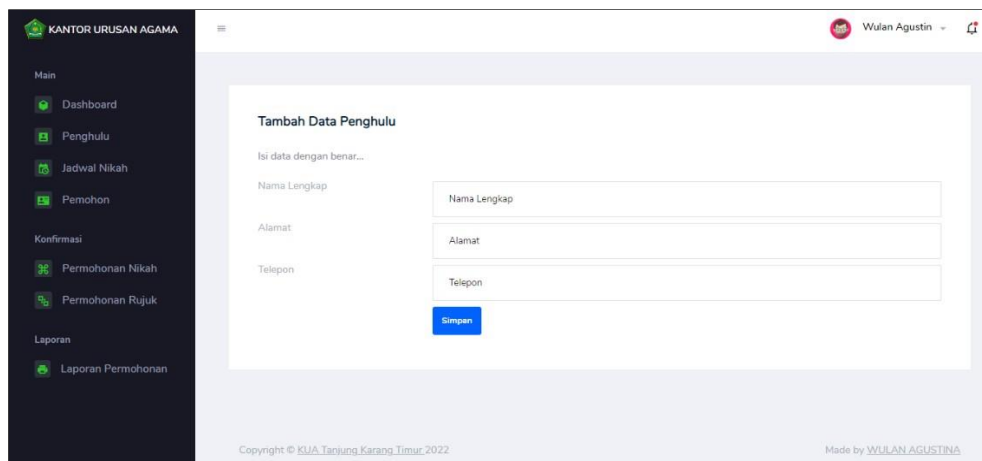 KANTOR URUSAN AGAMA
Wulan Agustin
Main
Dashboard
Penghulu
Jadwal Nikah
Pemohon
Konfirmasi
Permohonan Nikah
Permohonan Rujuk
Laporan
Laporan Permohonan
Tambah Data Penghulu
Isi data dengan benar...
Nama Lengkap
Nama Lengkap
Alamat
Alamat
Telepon
Telepon
Simpan
Copyright © KUA Tanjung Karang Timur 2022
Made by WULAN AGUSTINA